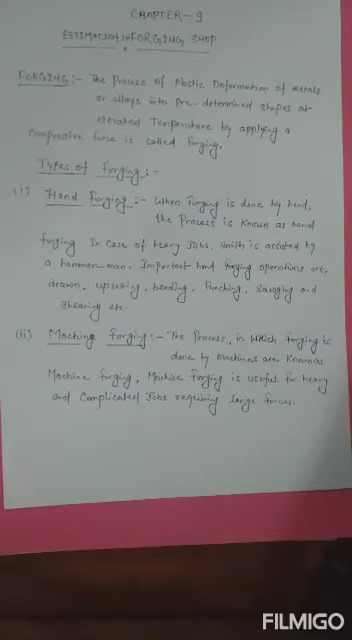 CHAPTER-9
ESTIMATION IN FORGING SHOP
FORGING:- The Process of Plastic Deformation of metals
or alloys into Pre-determined shapes at
elevated Temperature by applying a
compressive force is called forging.
Types of forging:-
(i) Hand forging:- When forging is done by hand,
the Process is known as hand
forging. In case of heavy Jobs, smith is assisted by
a hammer man. Important hand forging operations are,
drawn, upsetting, bending, Punching, swaging and
shearing etc.
(ii) Machine forging:- The Process, in which forging is
done by machines are known as
Machine forging, Machine forging is useful for heavy
and Complicated Jobs requiring large forces.
FILMIGO